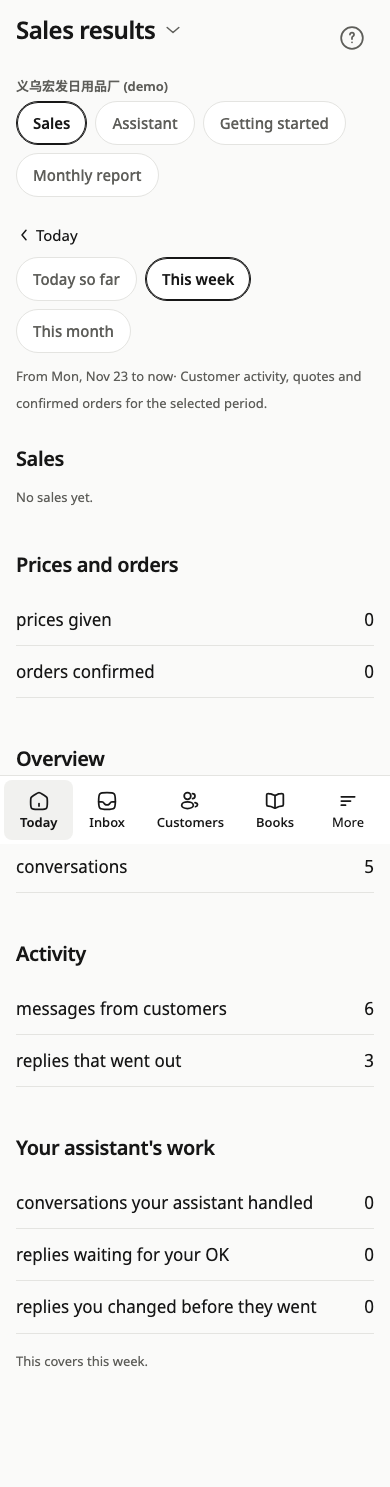 Sales results
义乌宏发日用品厂 (demo)
Sales
Assistant
Getting started
Monthly report
Today
Today so far
This week
This month
From Mon, Nov 23 to now· Customer activity, quotes and
confirmed orders for the selected period.
Sales
No sales yet.
Prices and orders
prices given 0
orders confirmed 0
Overview
Today
Inbox
Customers
Books
More
conversations 5
Activity
messages from customers 6
replies that went out 3
Your assistant's work
conversations your assistant handled 0
replies waiting for your OK 0
replies you changed before they went 0
This covers this week.